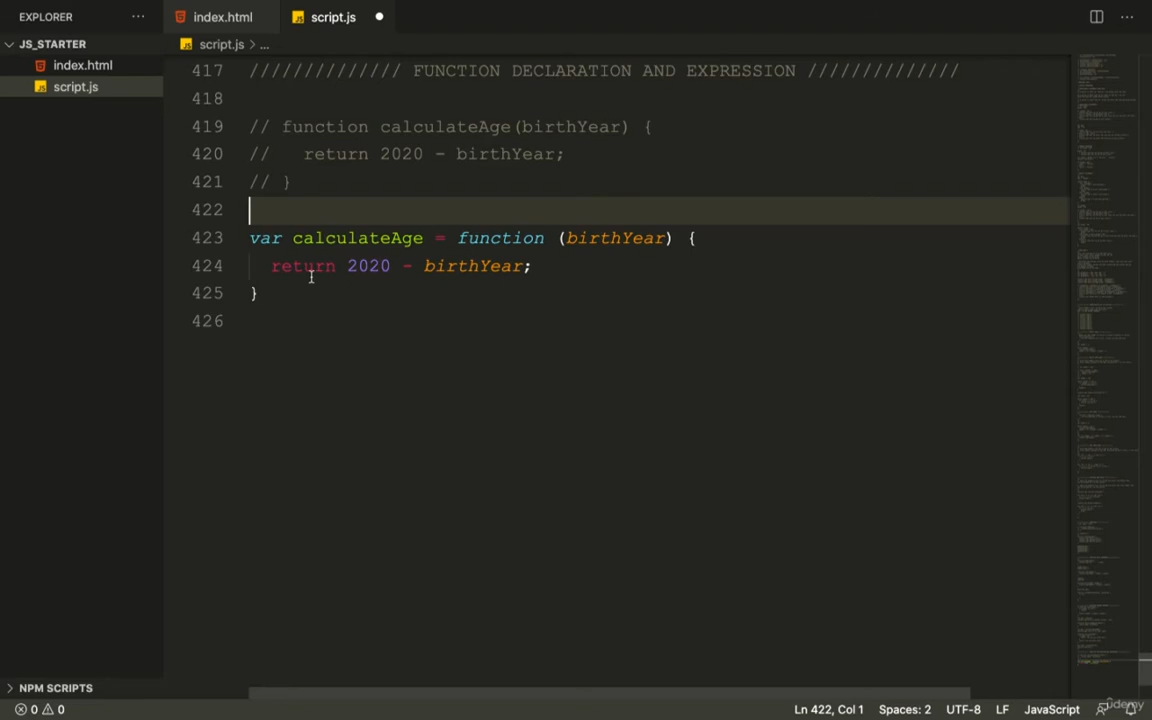 EXPLORER
index.html
script.js
JS_STARTER
script.js > ...
index.html
script.js
417 ////////////// FUNCTION DECLARATION AND EXPRESSION //////////////
418
419 // function calculateAge(birthYear) {
420 //   return 2020 - birthYear;
421 // }
422
423 var calculateAge = function (birthYear) {
424   return 2020 - birthYear;
425 }
426
NPM SCRIPTS
0 0
Ln 422, Col 1
Spaces: 2
UTF-8
LF
JavaScript
Udemy